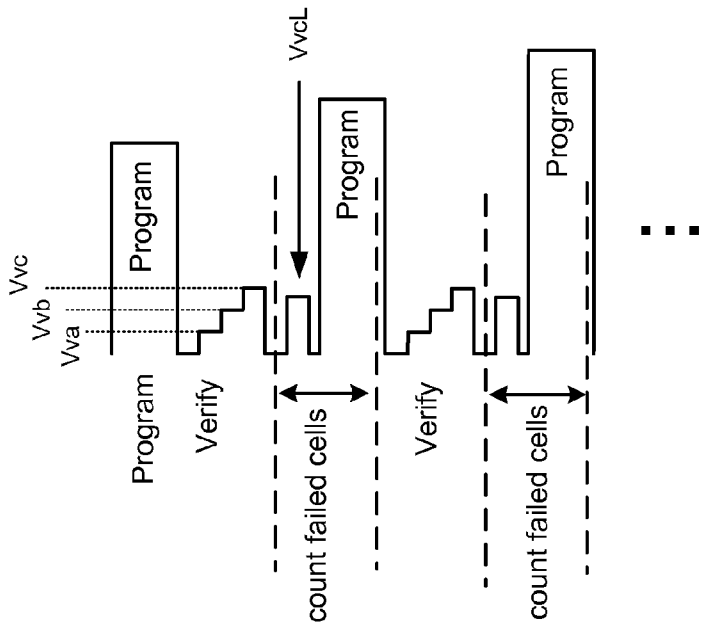 Vvc
Vvb
Vva
VvcL
Program
Program
Program
Program
Verify
count failed cells
Verify
count failed cells